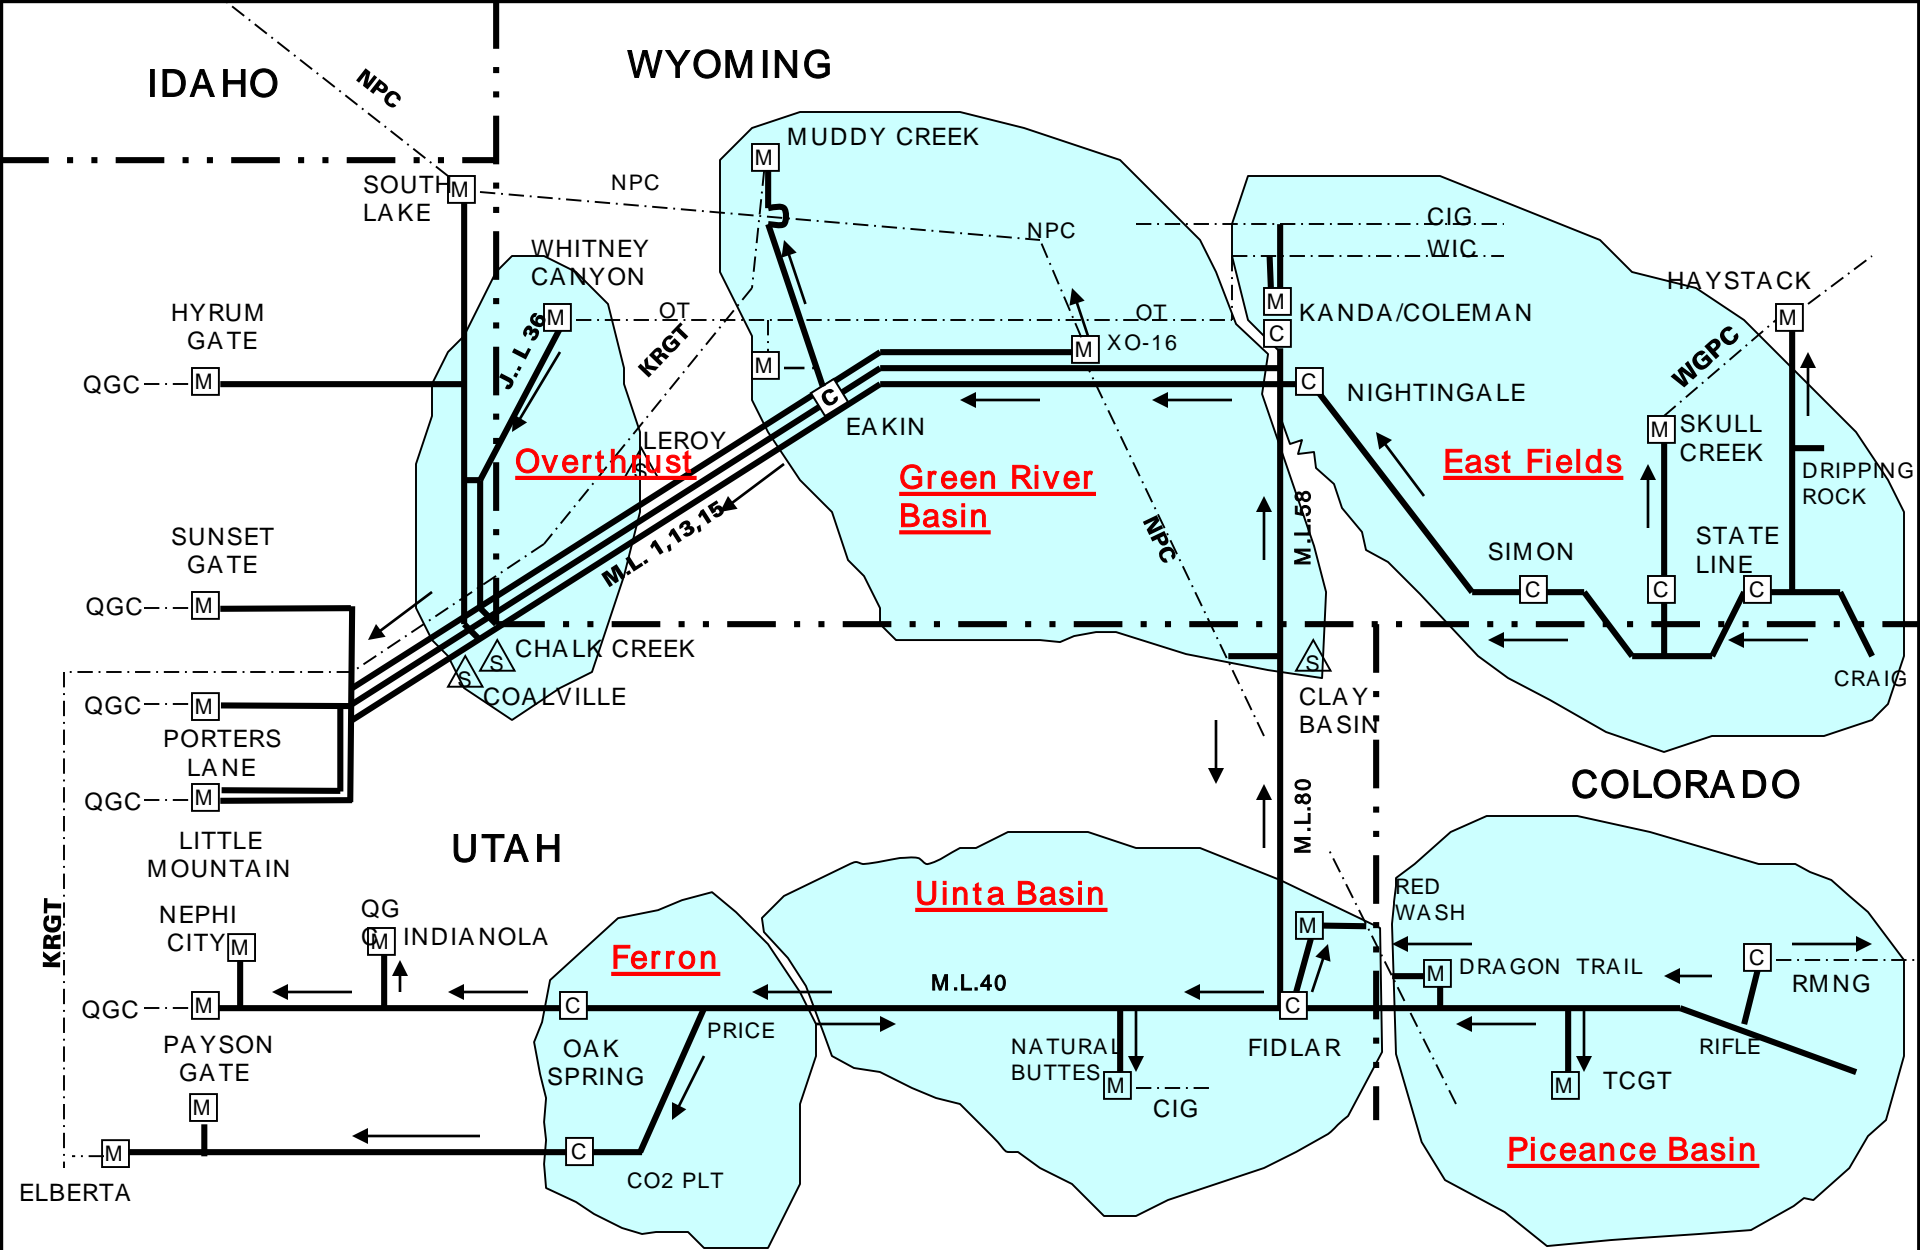 WYOMING
IDAHO
NPC
MUDDY CREEK
M
SOUTH
LAKE
M
NPC
NPC
CIG
WIC
WHITNEY
CANYON
HAYSTACK
M
HYRUM
GATE
M
J.. L 36
OT
OT
KRGT
M
KANDA/COLEMAN
C
M
XO-16
WGPC
M
QGC
M
C
NIGHTINGALE
C
EAKIN
LEROY
S
Overthrust
Green River
Basin
East Fields
M
SKULL
CREEK
DRIPPING
ROCK
M.L. 1,13,15
NPC
M.L.58
SUNSET
GATE
SIMON
STATE
LINE
QGC
M
C
C
C
S
CHALK CREEK
S
COALVILLE
S
CLAY
BASIN
CRAIG
QGC
M
PORTERS
LANE
QGC
M
LITTLE
MOUNTAIN
COLORADO
M.L.80
UTAH
Uinta Basin
RED
WASH
M
NEPHI
CITY
M
QG
C
M
INDIANOLA
KRGT
Ferron
M.L.40
M
DRAGON TRAIL
C
RMNG
QGC
M
C
C
PRICE
FIDLAR
RIFLE
PAYSON
GATE
OAK
SPRING
NATURAL
BUTTES
M
CIG
M
TCGT
M
M
C
CO2 PLT
Piceance Basin
ELBERTA